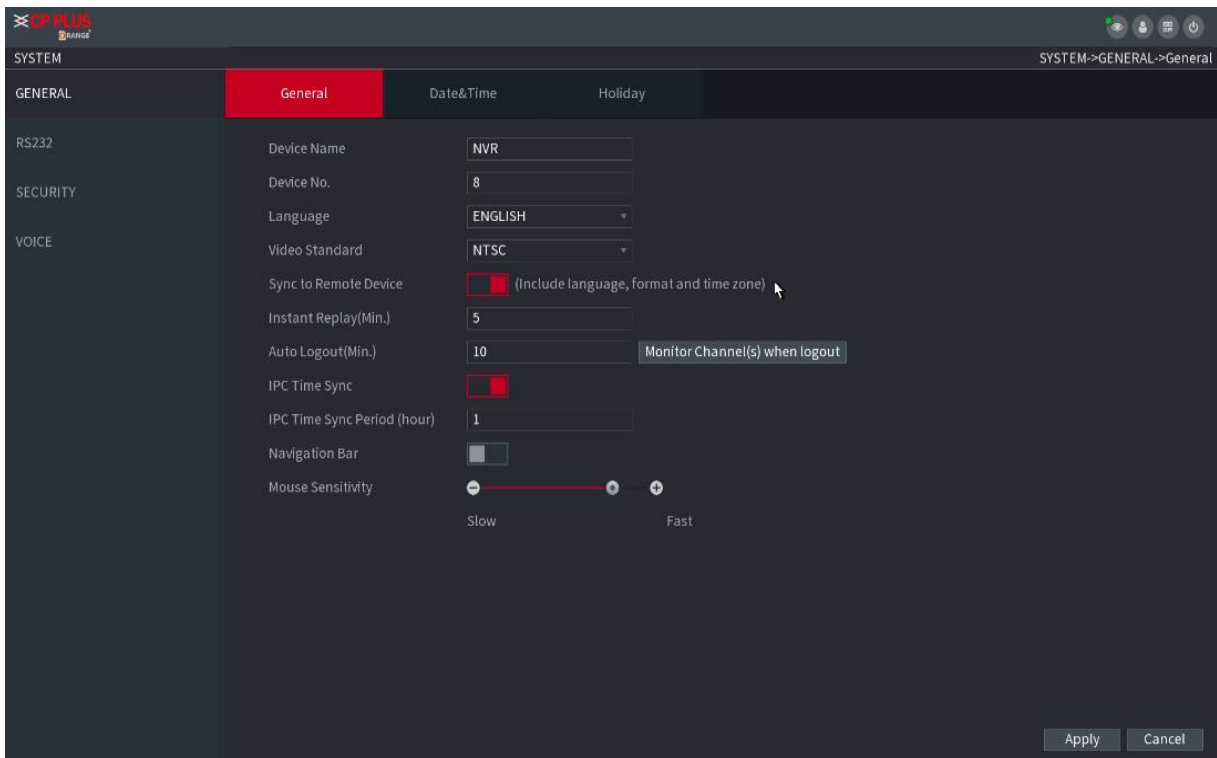 CP PLUS
ORANGE
SYSTEM
SYSTEM->GENERAL->General
GENERAL
RS232
SECURITY
VOICE
General
Date&Time
Holiday
Device Name
NVR
Device No.
8
Language
ENGLISH
Video Standard
NTSC
Sync to Remote Device
(Include language, format and time zone)
Instant Replay(Min.)
5
Auto Logout(Min.)
10
Monitor Channel(s) when logout
IPC Time Sync
IPC Time Sync Period (hour)
1
Navigation Bar
Mouse Sensitivity
Slow
Fast
Apply
Cancel